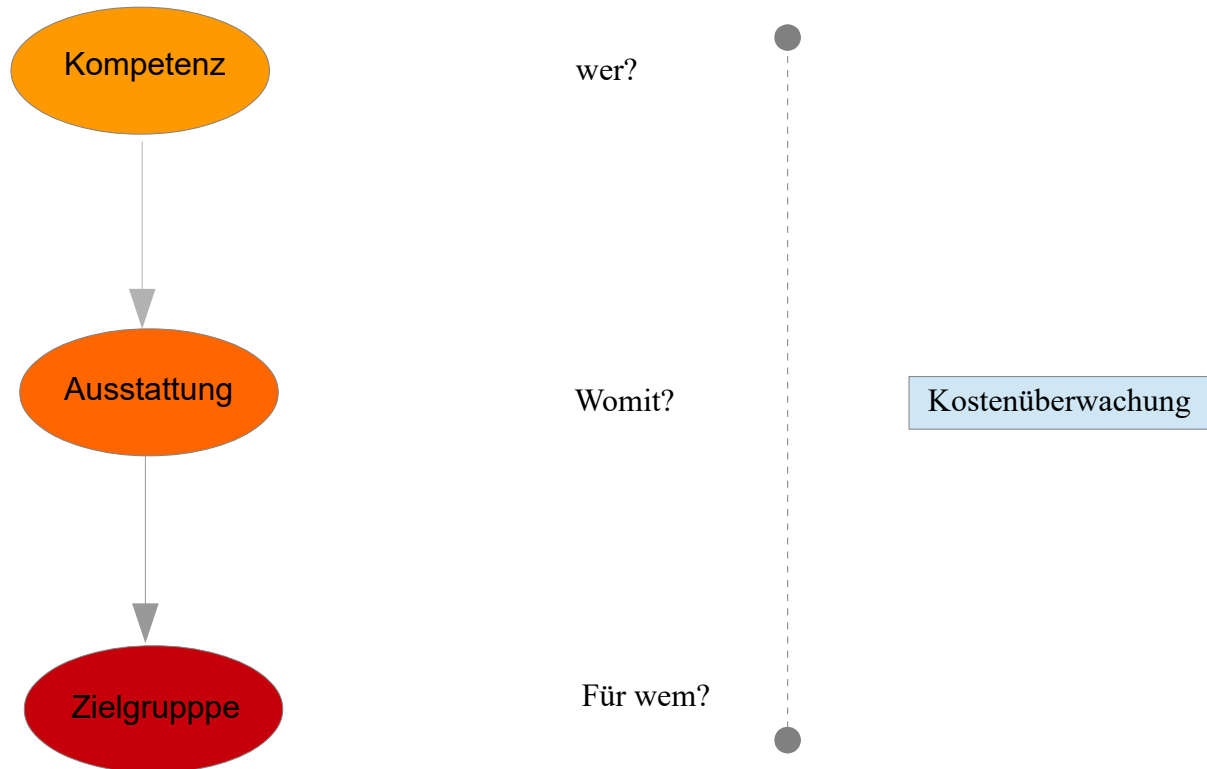 Kompetenz
wer?
Ausstattung
Womit?
Kostenüberwachung
Zielgrupppe
Für wem?